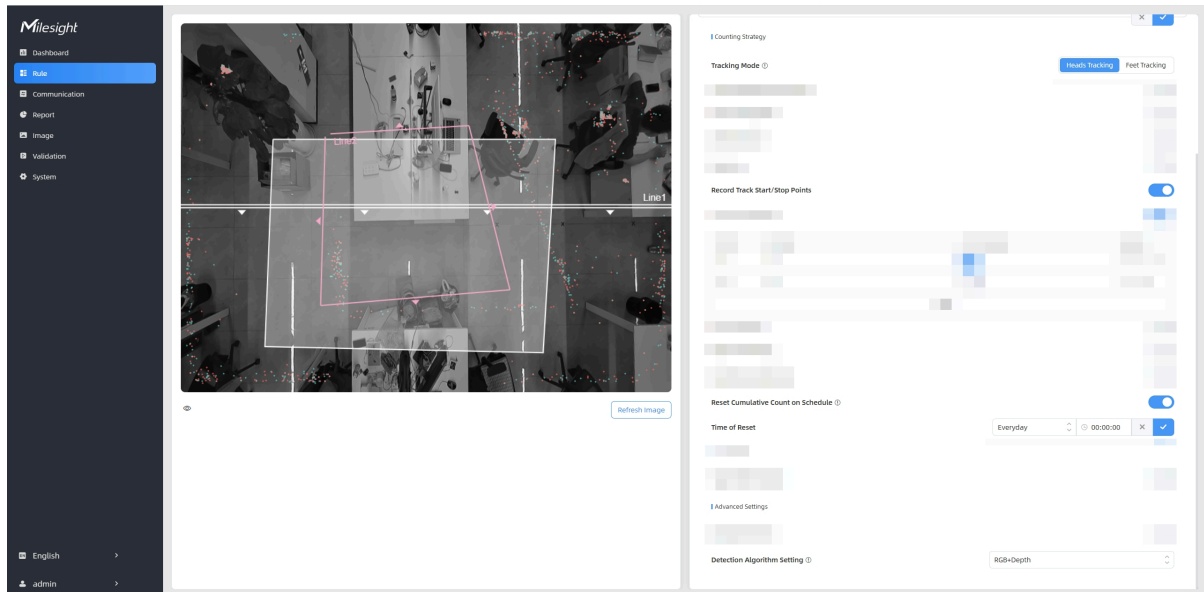 Milesight
Dashboard
Rule
Communication
Report
Image
Validation
System
English
admin
Line2
Line1
Refresh Image
Counting Strategy
Tracking Mode
Heads Tracking
Feet Tracking
Record Track Start/Stop Points
Reset Cumulative Count on Schedule
Time of Reset
Everyday
00:00:00
Advanced Settings
Detection Algorithm Setting
RGB+Depth